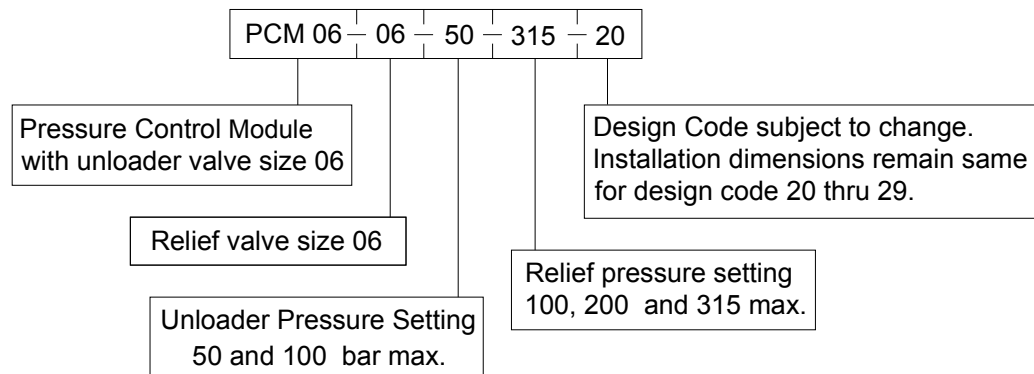 PCM 06 - 06 - 50 - 315 - 20
Pressure Control Module
with unloader valve size 06
Design Code subject to change.
Installation dimensions remain same
for design code 20 thru 29.
Relief valve size 06
Relief pressure setting
100, 200 and 315 max.
Unloader Pressure Setting
50 and 100 bar max.